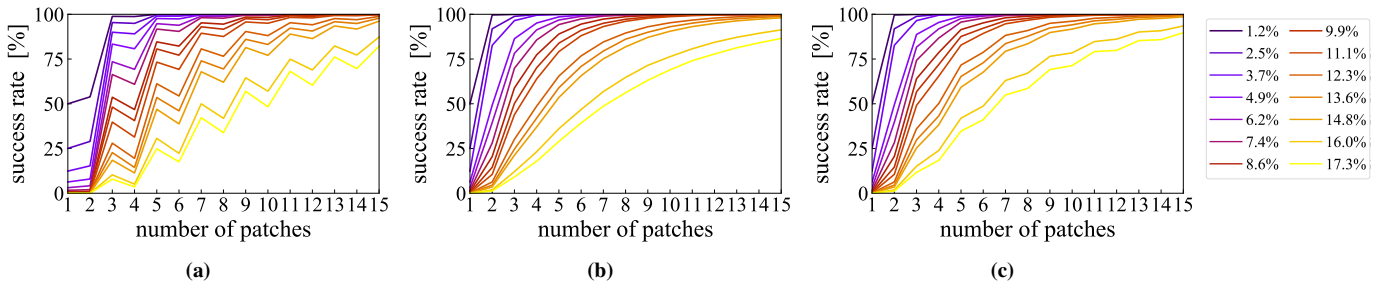 100
75
50
25
0
success rate [%]
1 2 3 4 5 6 7 8 9 10 11 12 13 14 15
number of patches
(a)
100
75
50
25
0
success rate [%]
1 2 3 4 5 6 7 8 9 10 11 12 13 14 15
number of patches
(b)
100
75
50
25
0
success rate [%]
1 2 3 4 5 6 7 8 9 10 11 12 13 14 15
number of patches
(c)
1.2% 9.9%
2.5% 11.1%
3.7% 12.3%
4.9% 13.6%
6.2% 14.8%
7.4% 16.0%
8.6% 17.3%